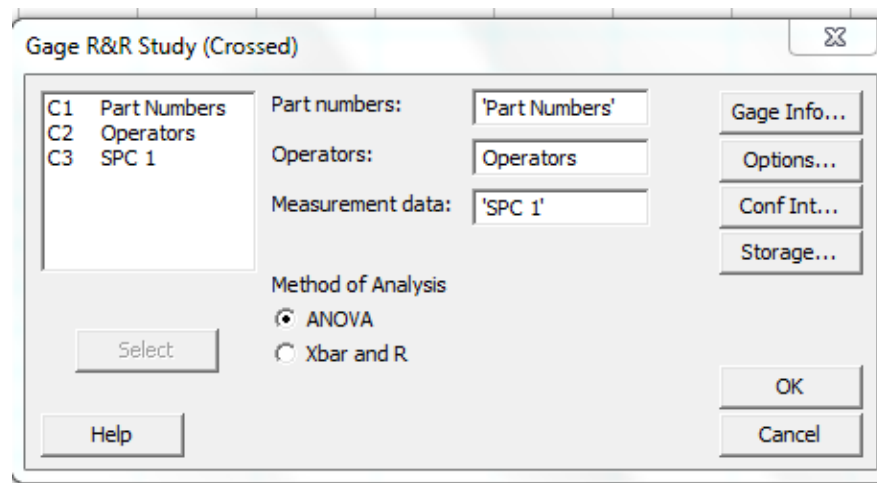 Gage R&R Study (Crossed)
C1 Part Numbers
C2 Operators
C3 SPC 1
Part numbers: 'Part Numbers'
Operators: Operators
Measurement data: 'SPC 1'
Method of Analysis
ANOVA
Xbar and R
Select
Help
Gage Info...
Options...
Conf Int...
Storage...
OK
Cancel